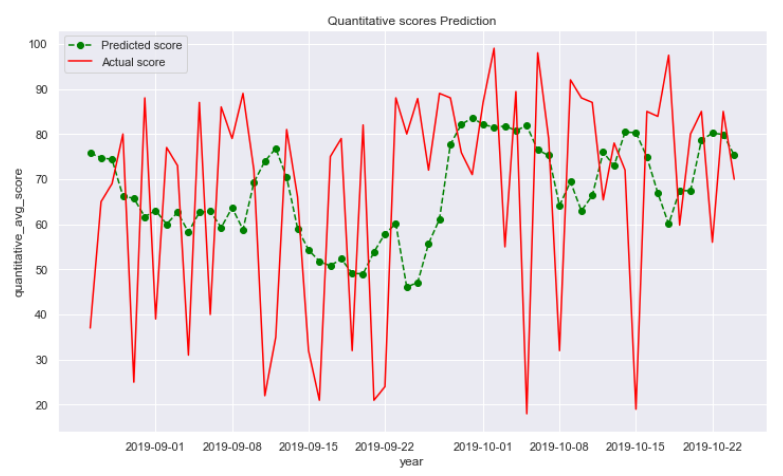 Quantitative scores Prediction
Predicted score
Actual score
100
90
80
70
60
50
40
30
20
quantitative_avg_score
2019-09-01 2019-09-08 2019-09-15 2019-09-22 2019-10-01 2019-10-08 2019-10-15 2019-10-22
year